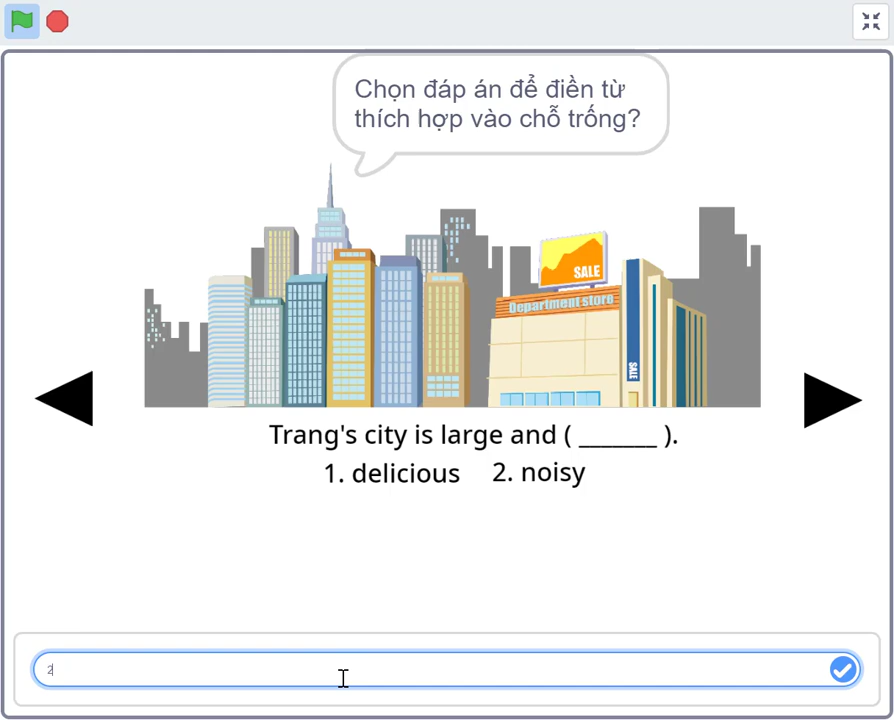 Chọn đáp án để điền từ
thích hợp vào chỗ trống?
SALE
Department store
SALE
Trang's city is large and ( _______ ).
1. delicious 2. noisy
2